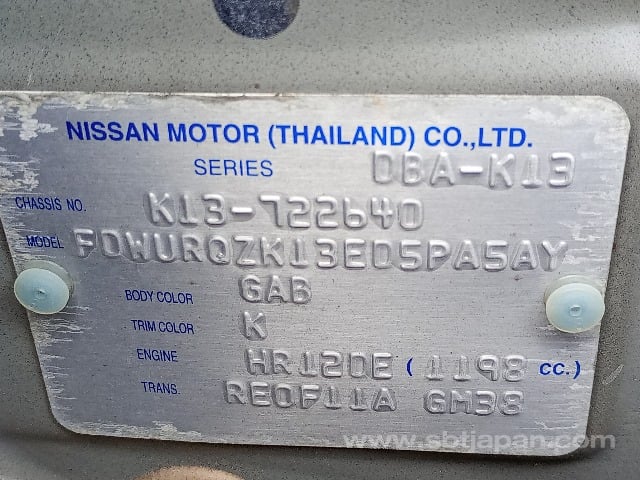 NISSAN MOTOR (THAILAND) CO.,LTD.
SERIES DBA-K13
CHASSIS NO. K13-722640
MODEL FDWURQZK13EDSPA5AY
BODY COLOR GAB
TRIM COLOR K
ENGINE HR12DE ( 1198 CC.)
TRANS. RE0F11A GM38
www.sbtjapan.com